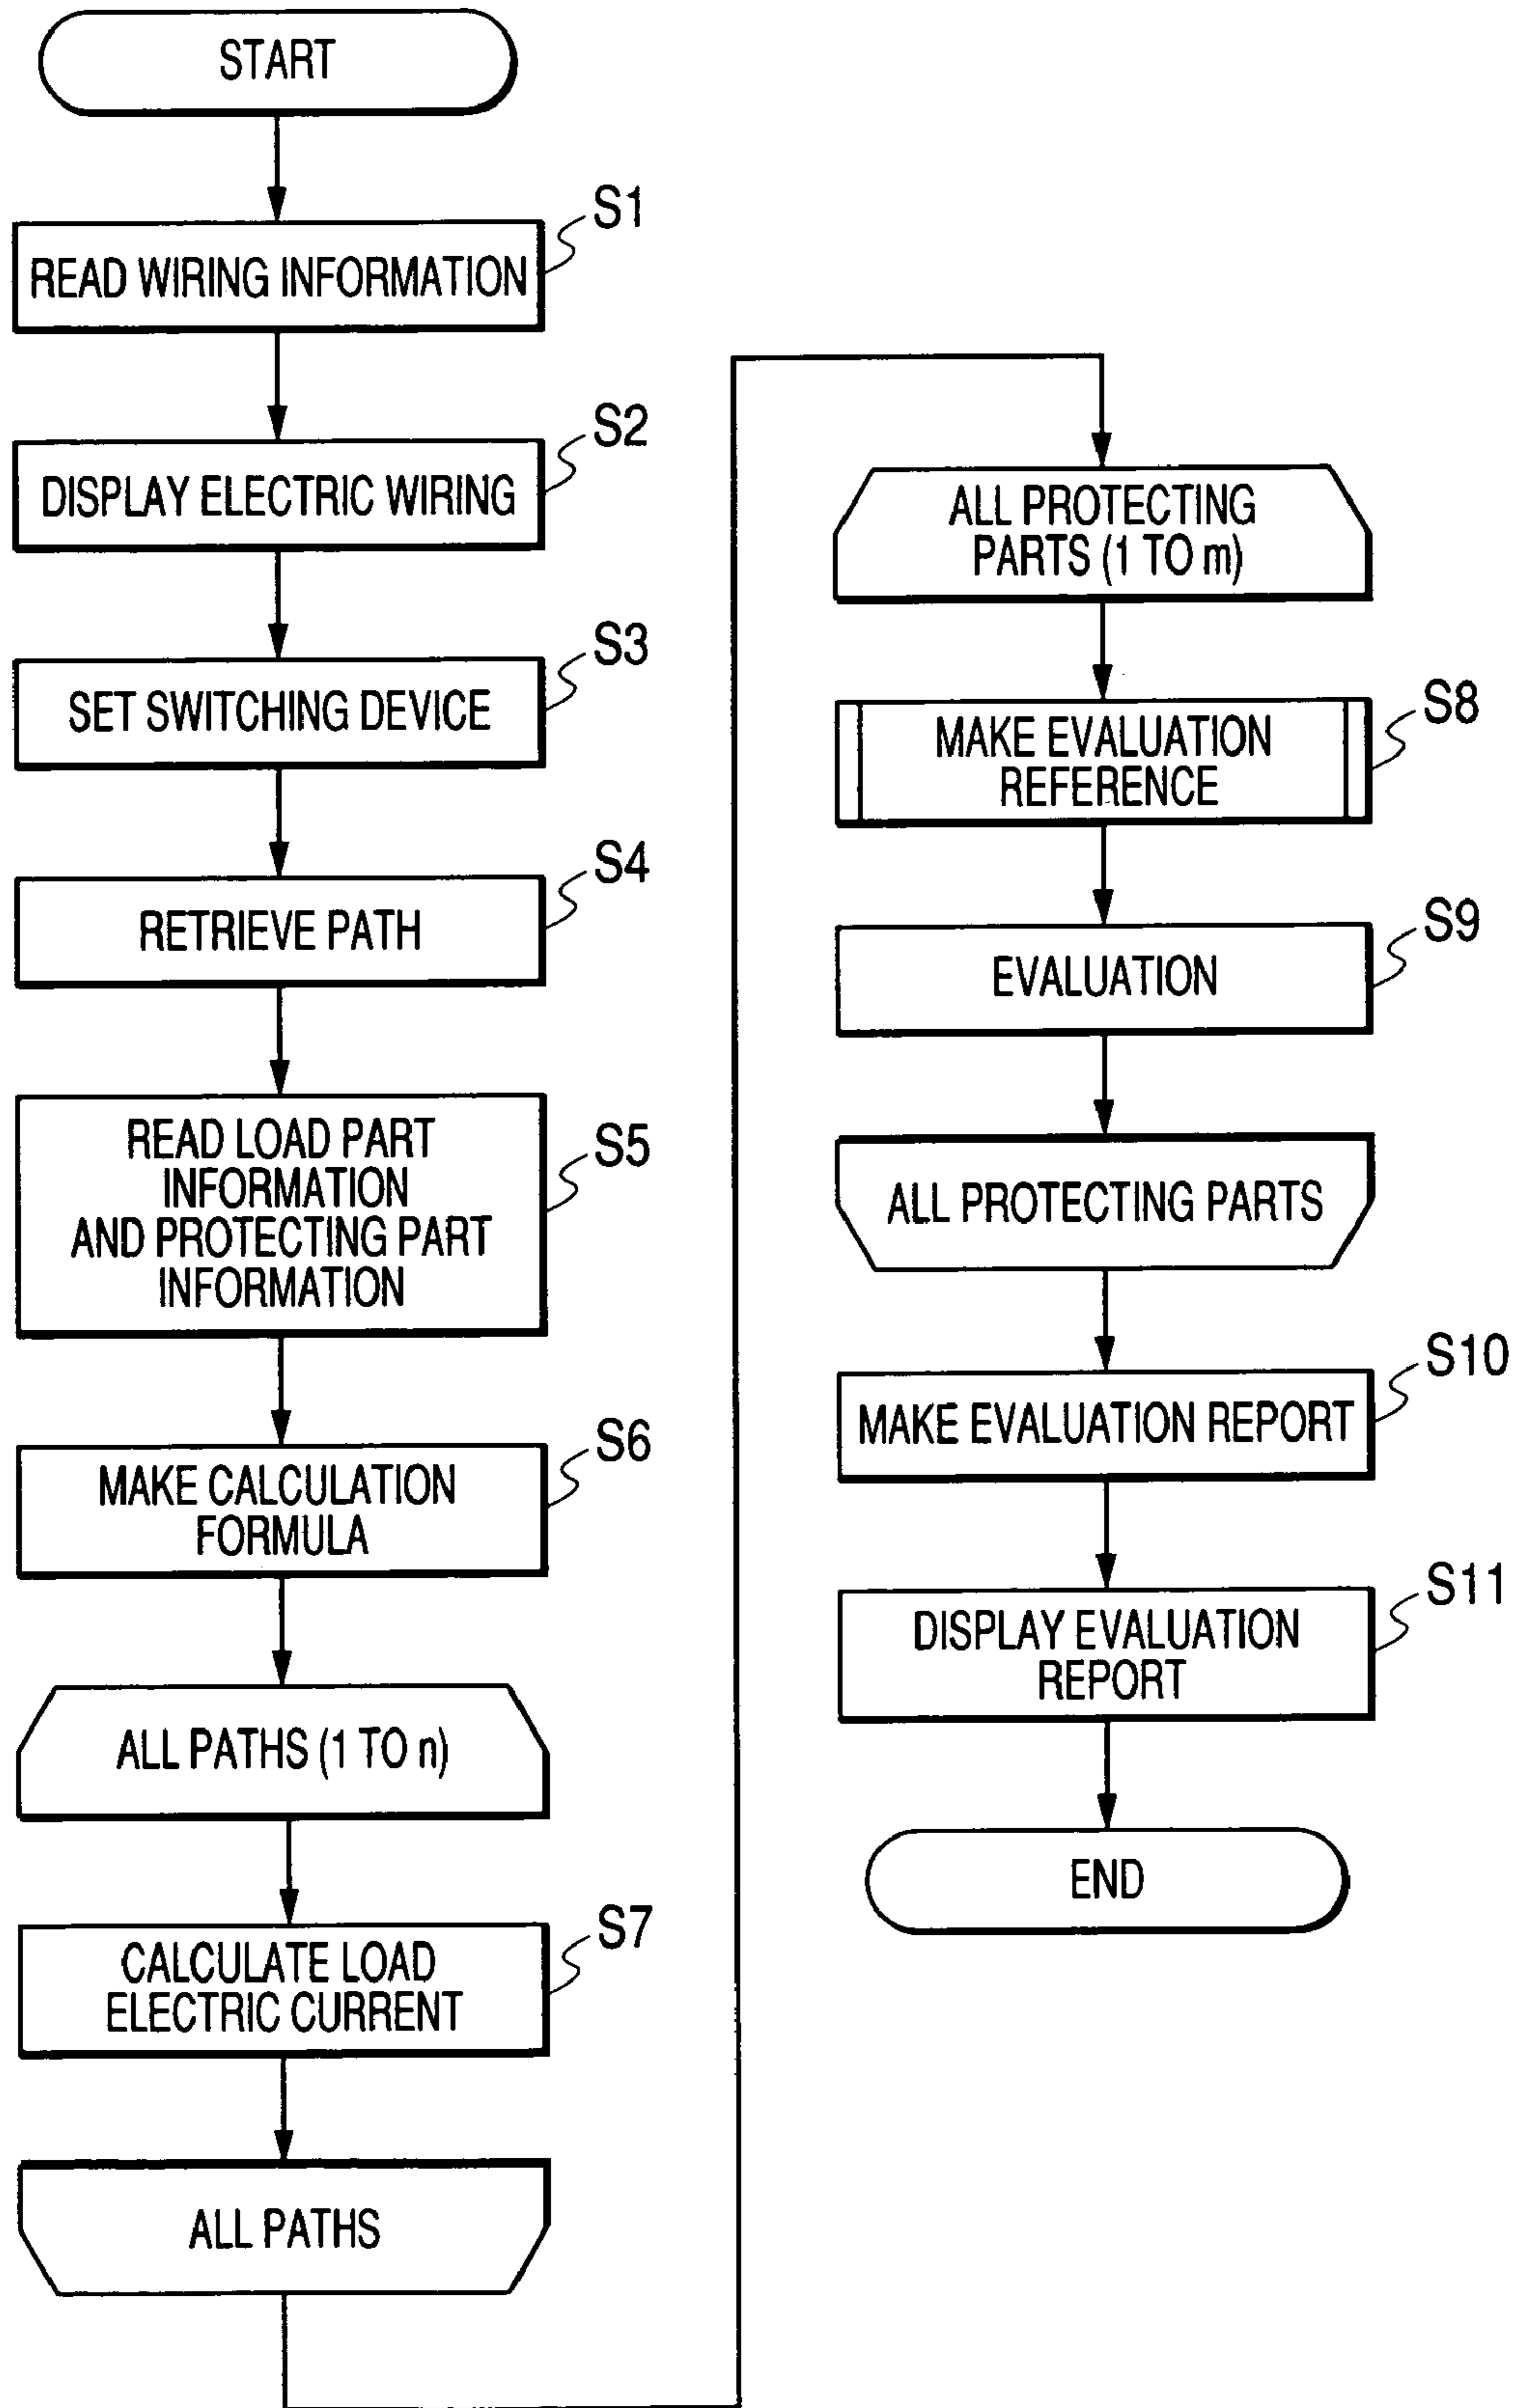 START
S1
READ WIRING INFORMATION
S2
DISPLAY ELECTRIC WIRING
S3
SET SWITCHING DEVICE
S4
RETRIEVE PATH
S5
READ LOAD PART
INFORMATION
AND PROTECTING PART
INFORMATION
S6
MAKE CALCULATION
FORMULA
ALL PATHS (1 TO n)
S7
CALCULATE LOAD
ELECTRIC CURRENT
ALL PATHS
ALL PROTECTING
PARTS (1 TO m)
S8
MAKE EVALUATION
REFERENCE
S9
EVALUATION
ALL PROTECTING PARTS
S10
MAKE EVALUATION REPORT
S11
DISPLAY EVALUATION
REPORT
END